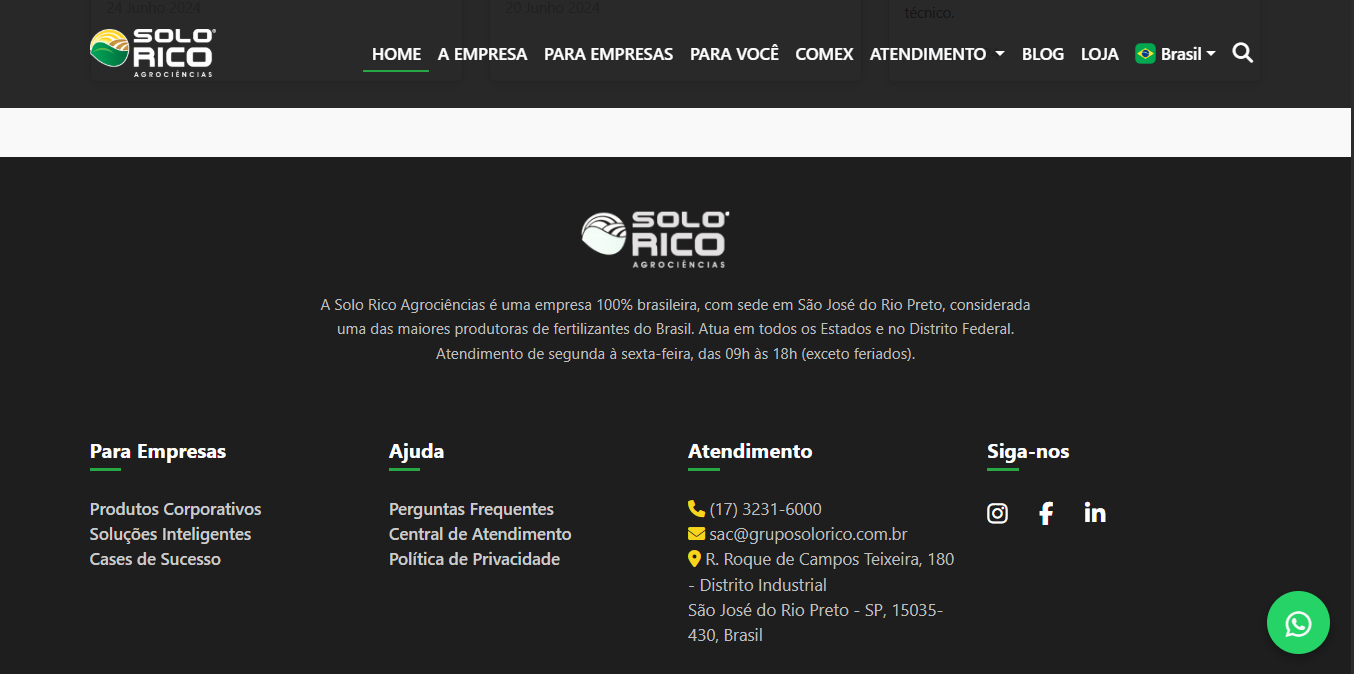 24 Junho 2024
20 Junho 2024
técnico.
SOLO RICO AGROCIÊNCIAS
HOME A EMPRESA PARA EMPRESAS PARA VOCÊ COMEX ATENDIMENTO BLOG LOJA Brasil
SOLO
RICO
AGROCIÊNCIAS
A Solo Rico Agrociências é uma empresa 100% brasileira, com sede em São José do Rio Preto, considerada
uma das maiores produtoras de fertilizantes do Brasil. Atua em todos os Estados e no Distrito Federal.
Atendimento de segunda à sexta-feira, das 09h às 18h (exceto feriados).
Para Empresas
Produtos Corporativos
Soluções Inteligentes
Cases de Sucesso
Ajuda
Perguntas Frequentes
Central de Atendimento
Política de Privacidade
Atendimento
(17) 3231-6000
sac@gruposolorico.com.br
R. Roque de Campos Teixeira, 180
- Distrito Industrial
São José do Rio Preto - SP, 15035-
430, Brasil
Siga-nos